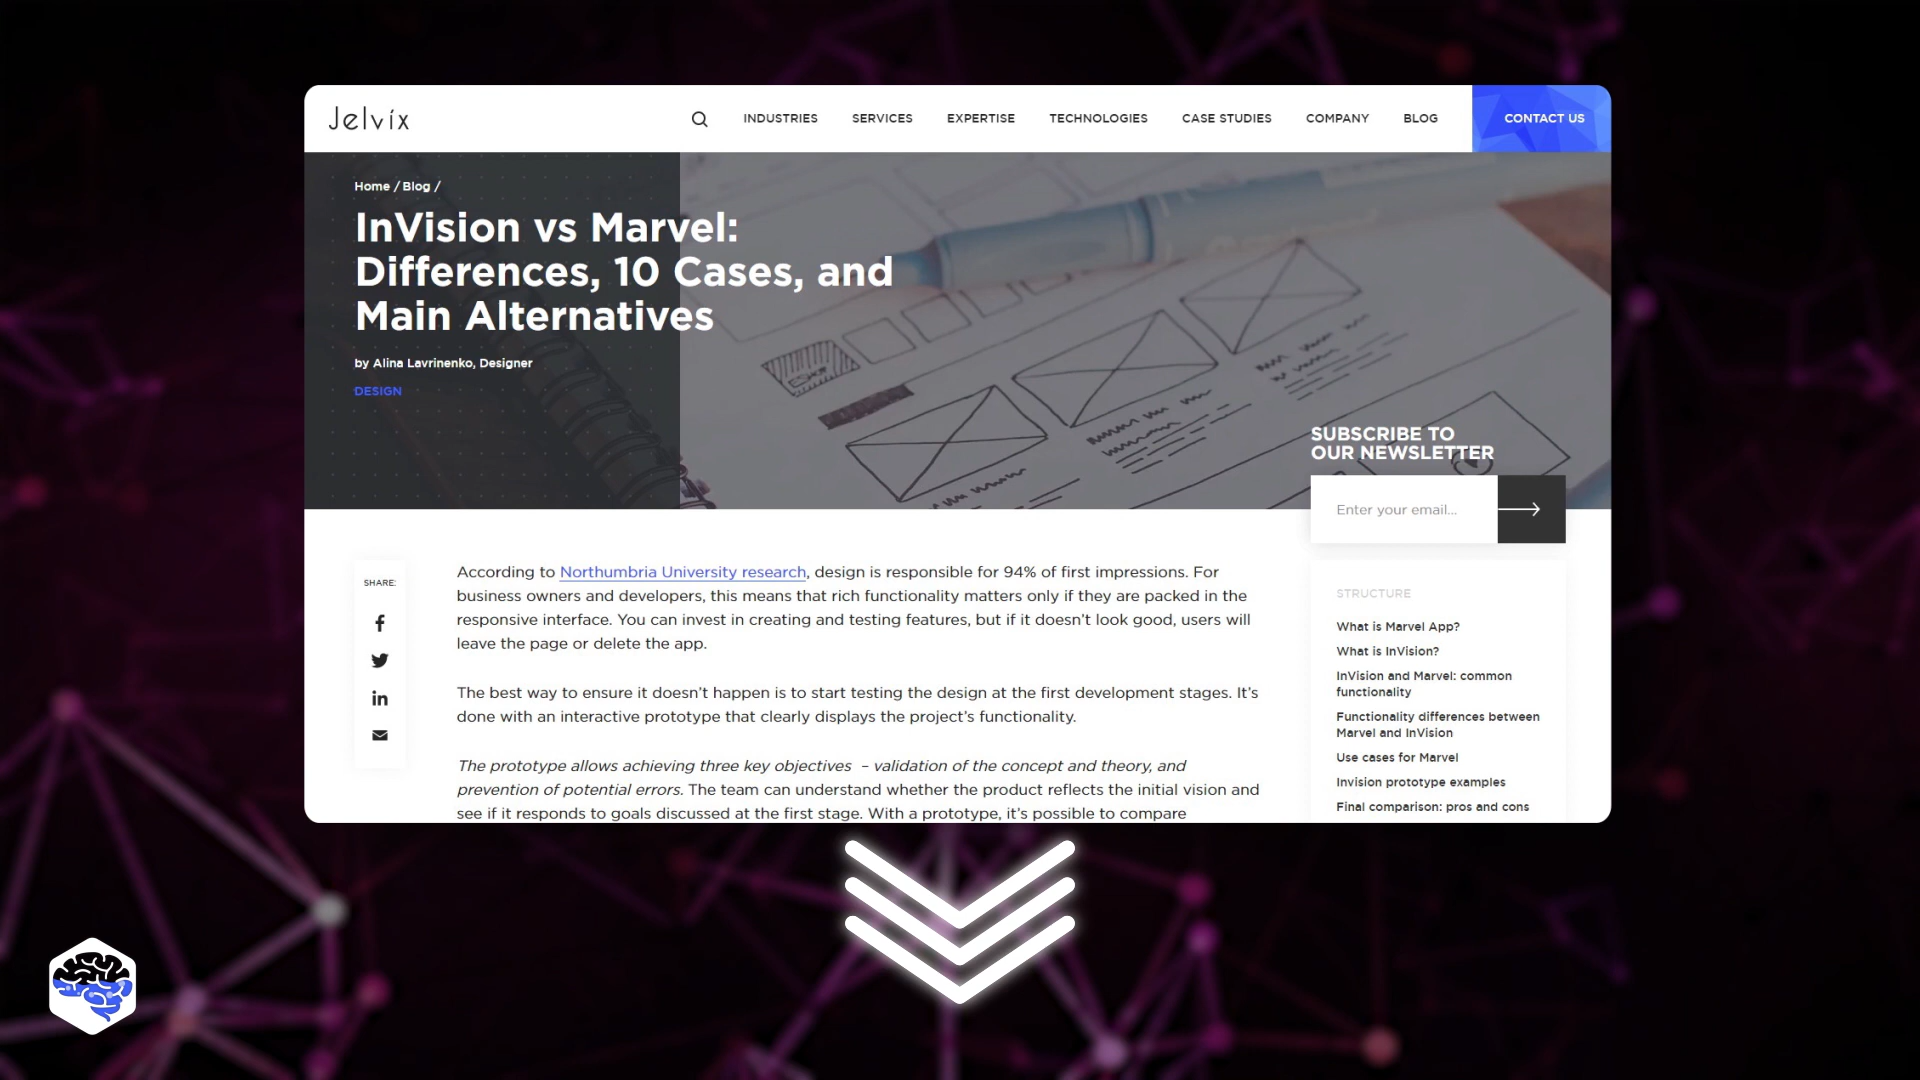 Jelvix
INDUSTRIES SERVICES EXPERTISE TECHNOLOGIES CASE STUDIES COMPANY BLOG CONTACT US
Home / Blog /
InVision vs Marvel:
Differences, 10 Cases, and
Main Alternatives
by Alina Lavrinenko, Designer
DESIGN
SUBSCRIBE TO
OUR NEWSLETTER
Enter your email...
SHARE:
According to Northumbria University research, design is responsible for 94% of first impressions. For
business owners and developers, this means that rich functionality matters only if they are packed in the
responsive interface. You can invest in creating and testing features, but if it doesn’t look good, users will
leave the page or delete the app.
The best way to ensure it doesn’t happen is to start testing the design at the first development stages. It’s
done with an interactive prototype that clearly displays the project’s functionality.
The prototype allows achieving three key objectives – validation of the concept and theory, and
prevention of potential errors. The team can understand whether the product reflects the initial vision and
see if it responds to goals discussed at the first stage. With a prototype, it’s possible to compare
STRUCTURE
What is Marvel App?
What is InVision?
InVision and Marvel: common
functionality
Functionality differences between
Marvel and InVision
Use cases for Marvel
Invision prototype examples
Final comparison: pros and cons